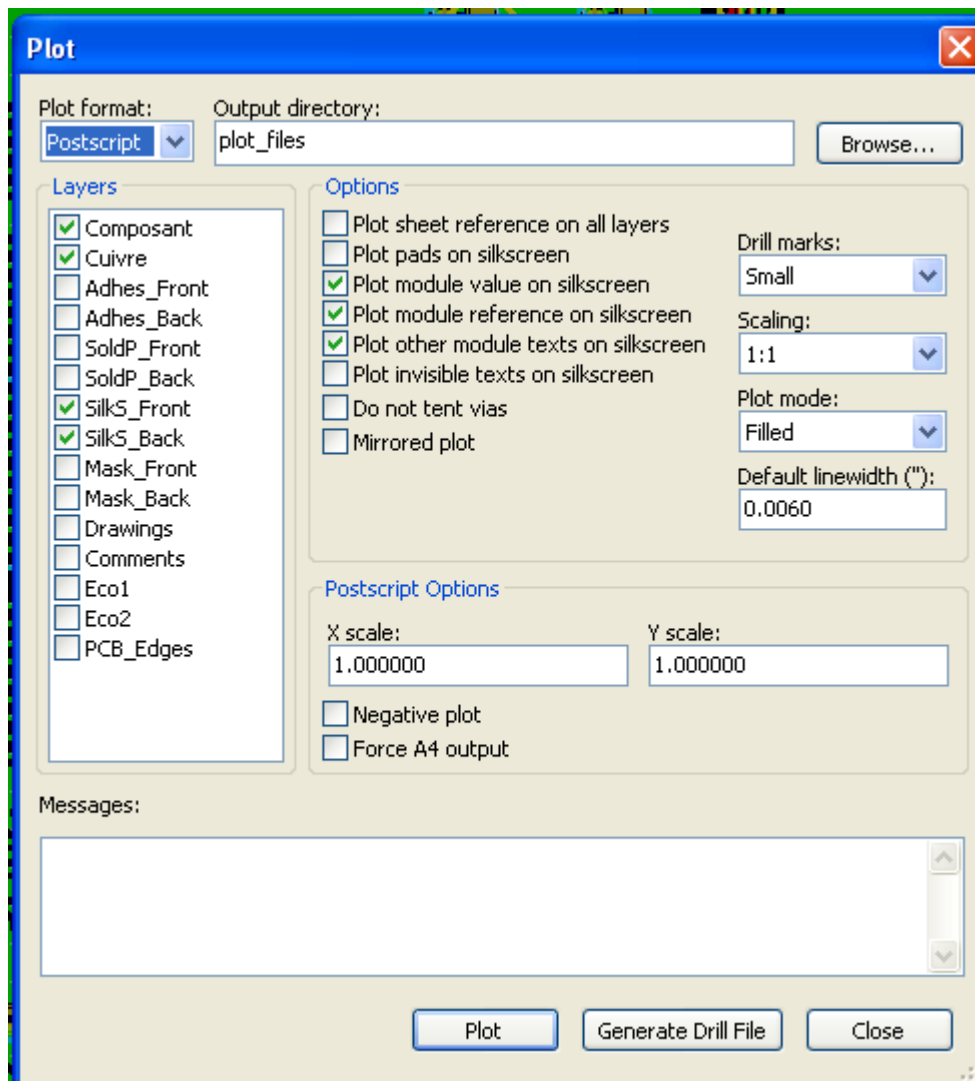 Plot
Plot format:
Output directory:
Postscript
plot_files
Browse...
Layers
Composant
Cuivre
Adhes_Front
Adhes_Back
SoldP_Front
SoldP_Back
SilkS_Front
SilkS_Back
Mask_Front
Mask_Back
Drawings
Comments
Eco1
Eco2
PCB_Edges
Options
Plot sheet reference on all layers
Plot pads on silkscreen
Plot module value on silkscreen
Plot module reference on silkscreen
Plot other module texts on silkscreen
Plot invisible texts on silkscreen
Do not tent vias
Mirrored plot
Drill marks:
Small
Scaling:
1:1
Plot mode:
Filled
Default linewidth ("):
0.0060
Postscript Options
X scale:
Y scale:
1.000000
1.000000
Negative plot
Force A4 output
Messages:
Plot
Generate Drill File
Close